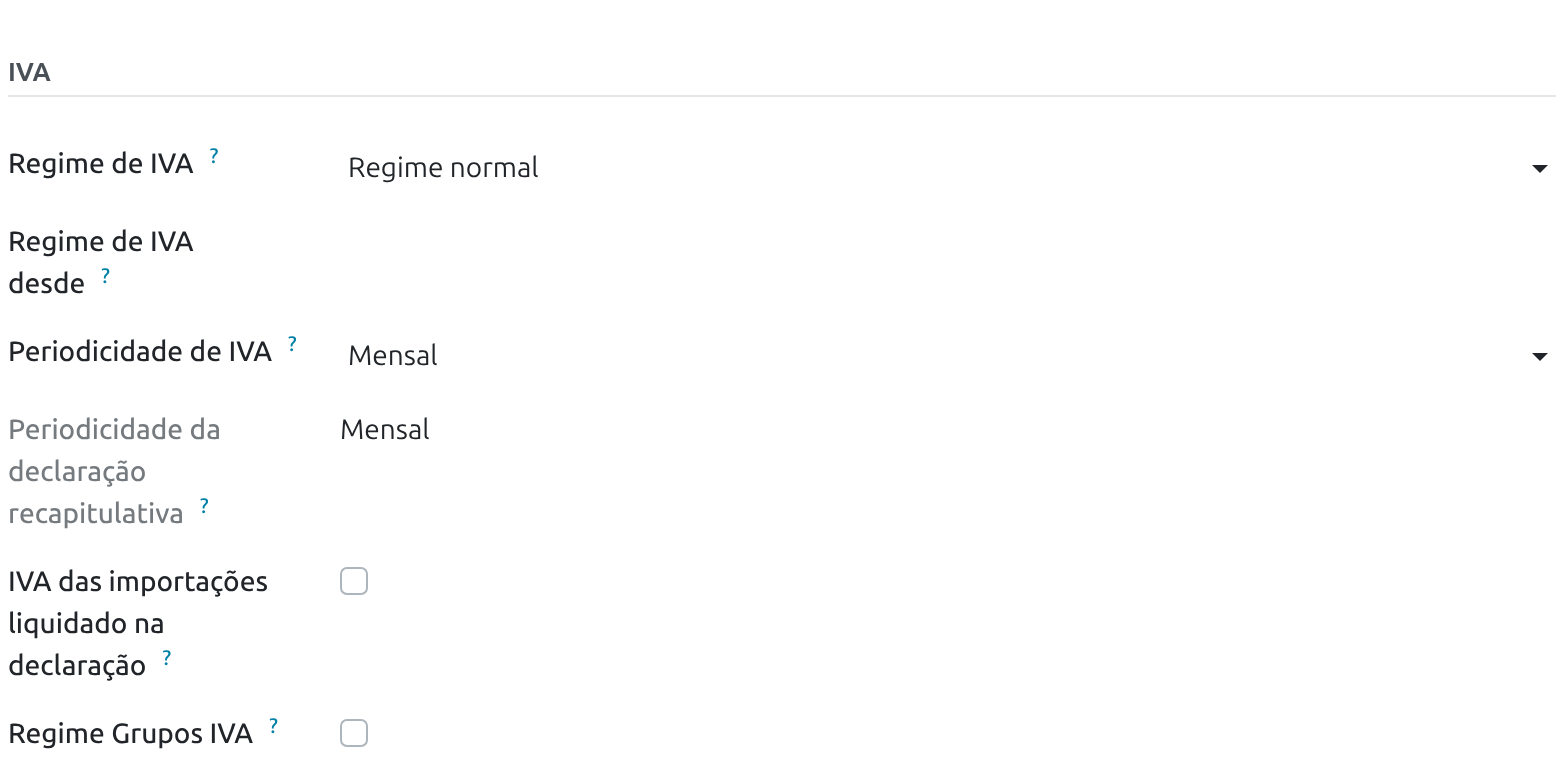 IVA
Regime de IVA ? Regime normal
Regime de IVA
desde ?
Periodicidade de IVA ? Mensal
Periodicidade da Mensal
declaração
recapitulativa ?
IVA das importações
liquidado na
declaração ?
Regime Grupos IVA ?